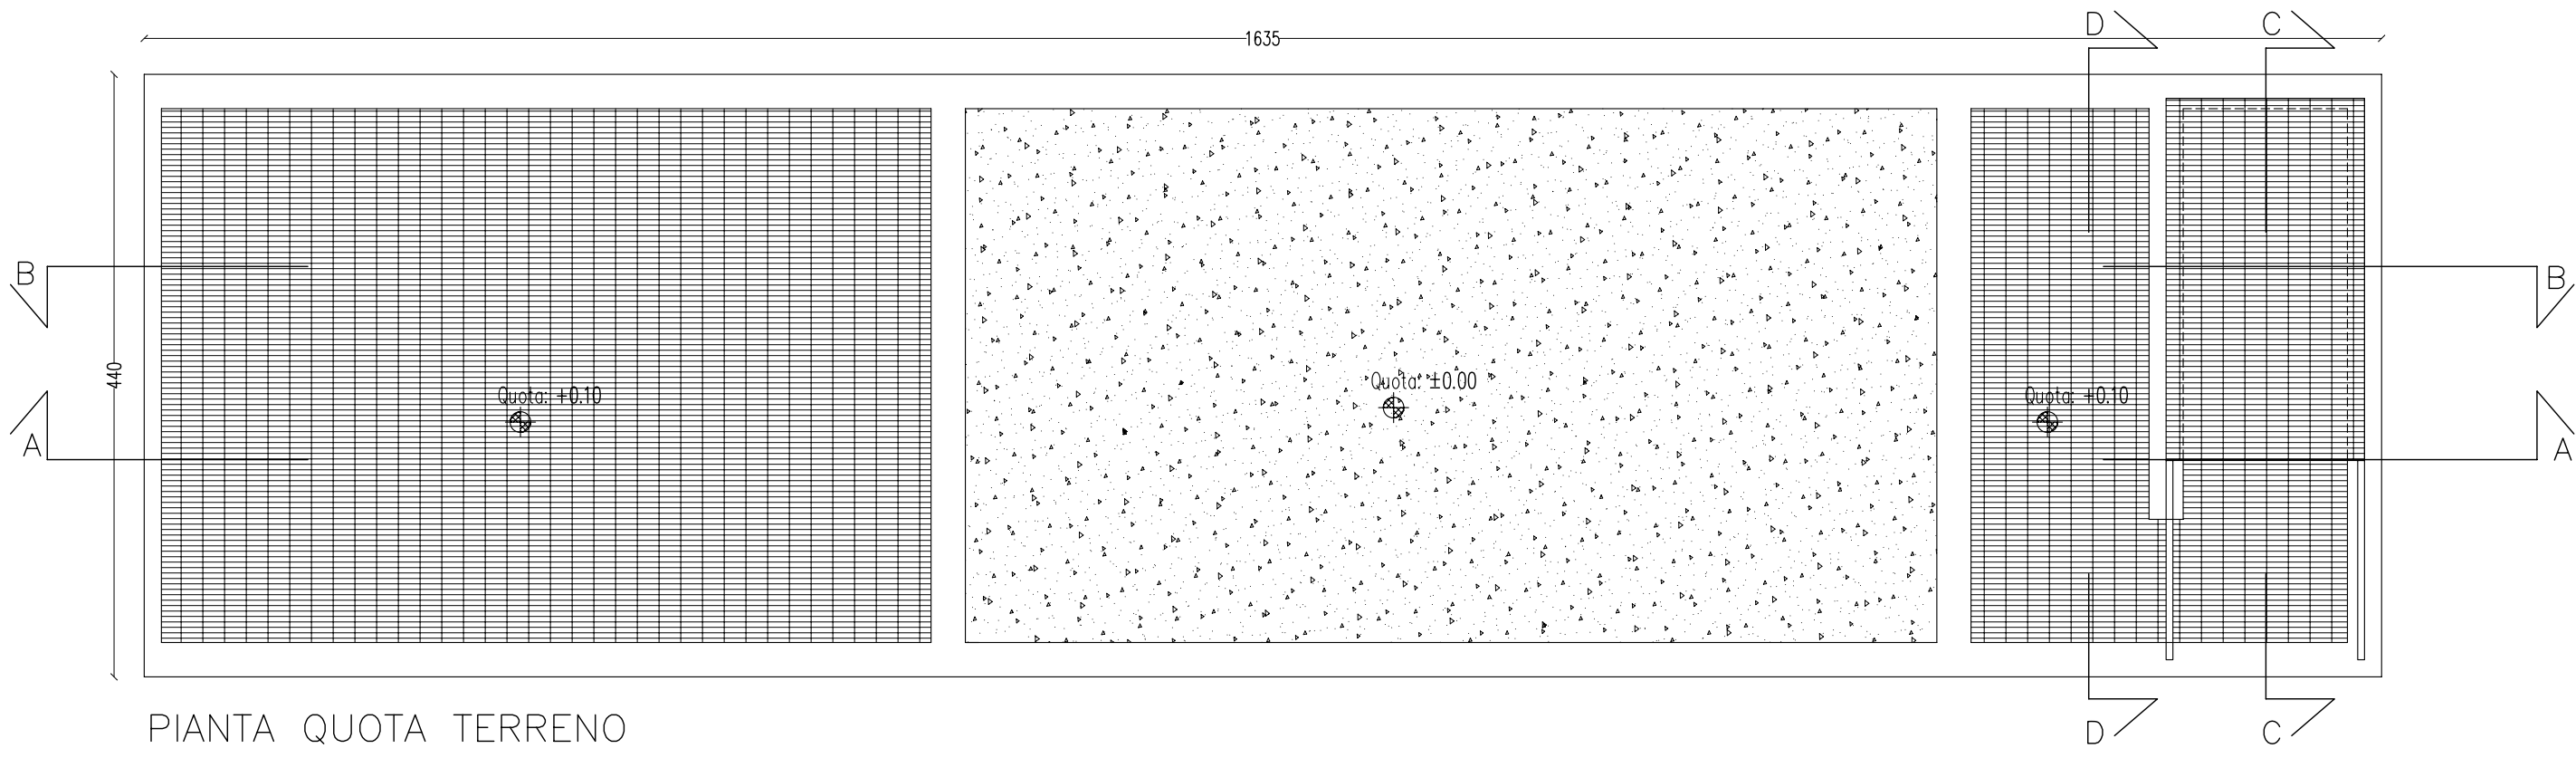 D
C
1635
B
B
440
Quota: ±0.00
Quota: +0.10
Quota: +0.10
A
A
PIANTA QUOTA TERRENO
D
C